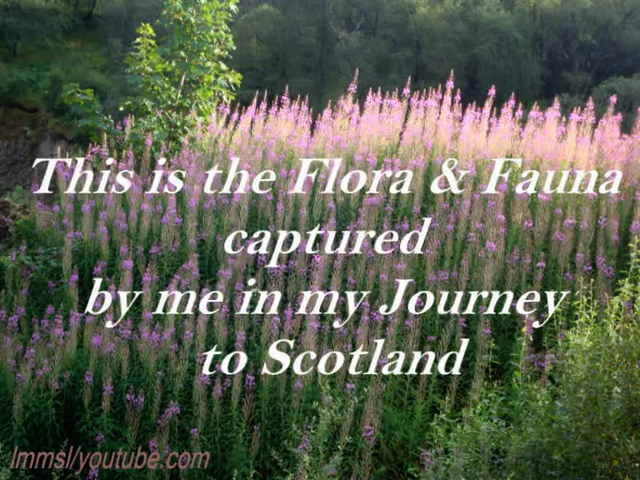 This is the Flora & Fauna
captured
by me in my Journey
to Scotland
lmmsl/youtube.com